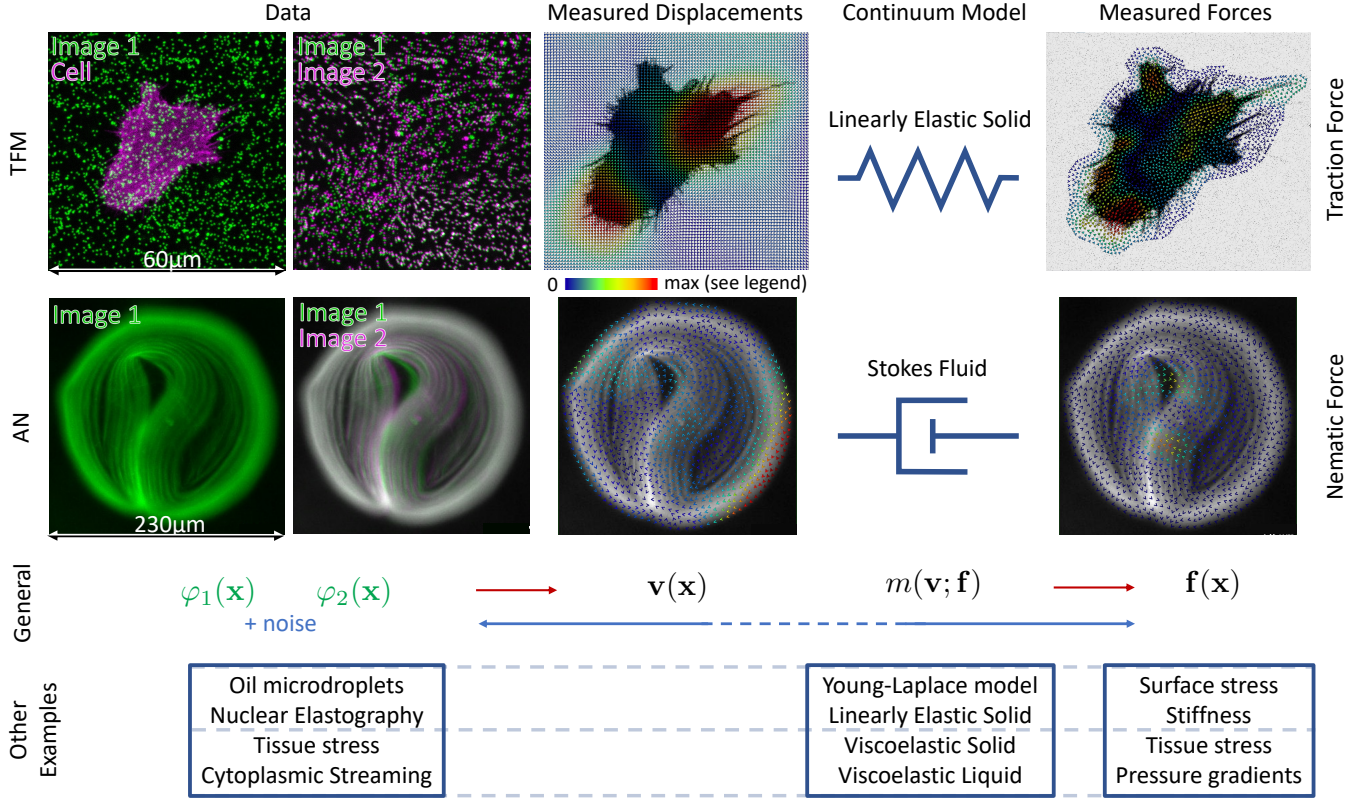 Data
Measured Displacements
Continuum Model
Measured Forces
TFM
Image 1
Cell
60μm
Image 1
Image 2
0
max (see legend)
Linearly Elastic Solid
Traction Force
AN
Image 1
230μm
Image 1
Image 2
Stokes Fluid
Nematic Force
General
φ₁(x)
φ₂(x)
+ noise
v(x)
m(v; f)
f(x)
Other
Examples
Oil microdroplets
Young-Laplace model
Surface stress
Nuclear Elastography
Linearly Elastic Solid
Stiffness
Tissue stress
Viscoelastic Solid
Tissue stress
Cytoplasmic Streaming
Viscoelastic Liquid
Pressure gradients